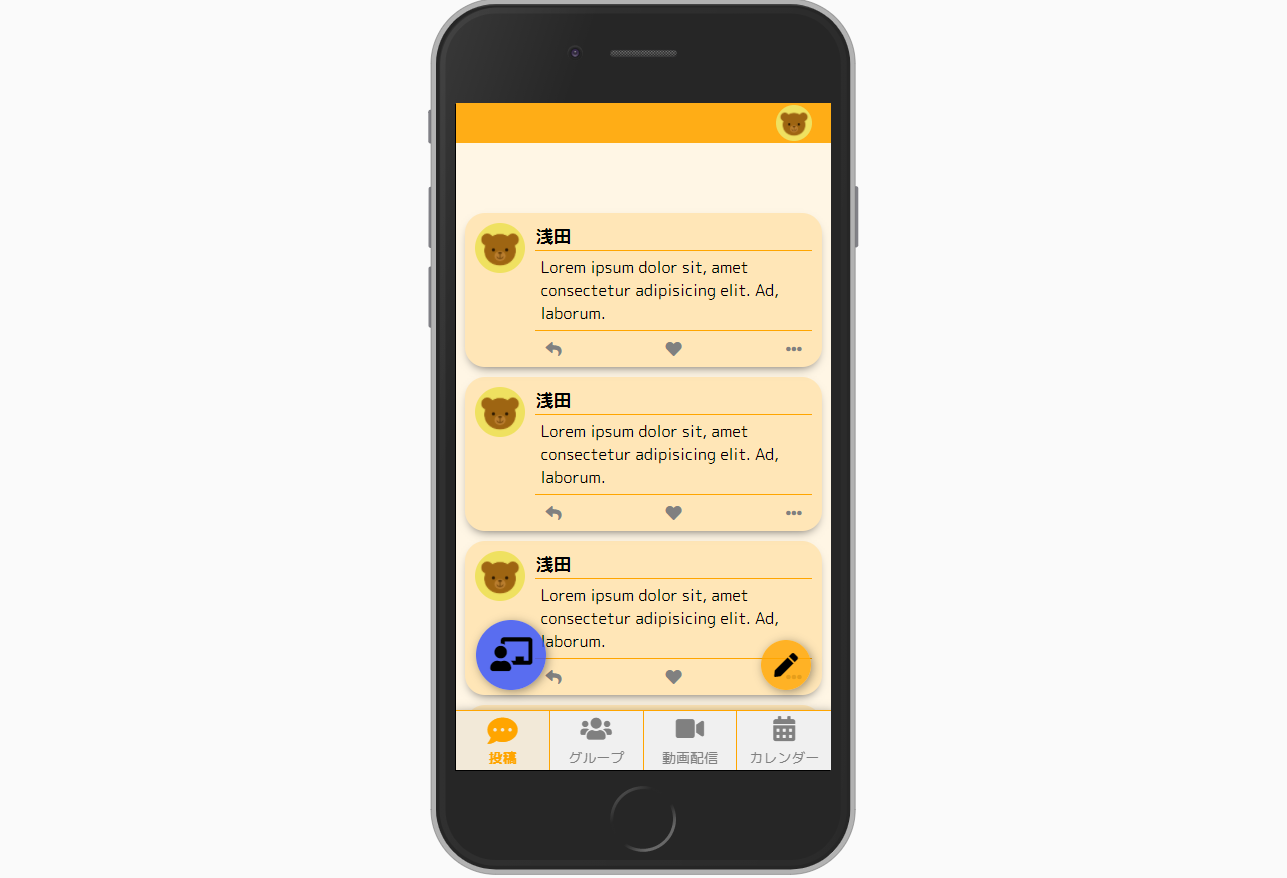 浅田
Lorem ipsum dolor sit, amet
consectetur adipisicing elit. Ad,
laborum.
浅田
Lorem ipsum dolor sit, amet
consectetur adipisicing elit. Ad,
laborum.
浅田
Lorem ipsum dolor sit, amet
consectetur adipisicing elit. Ad,
laborum.
投稿
グループ
動画配信
カレンダー